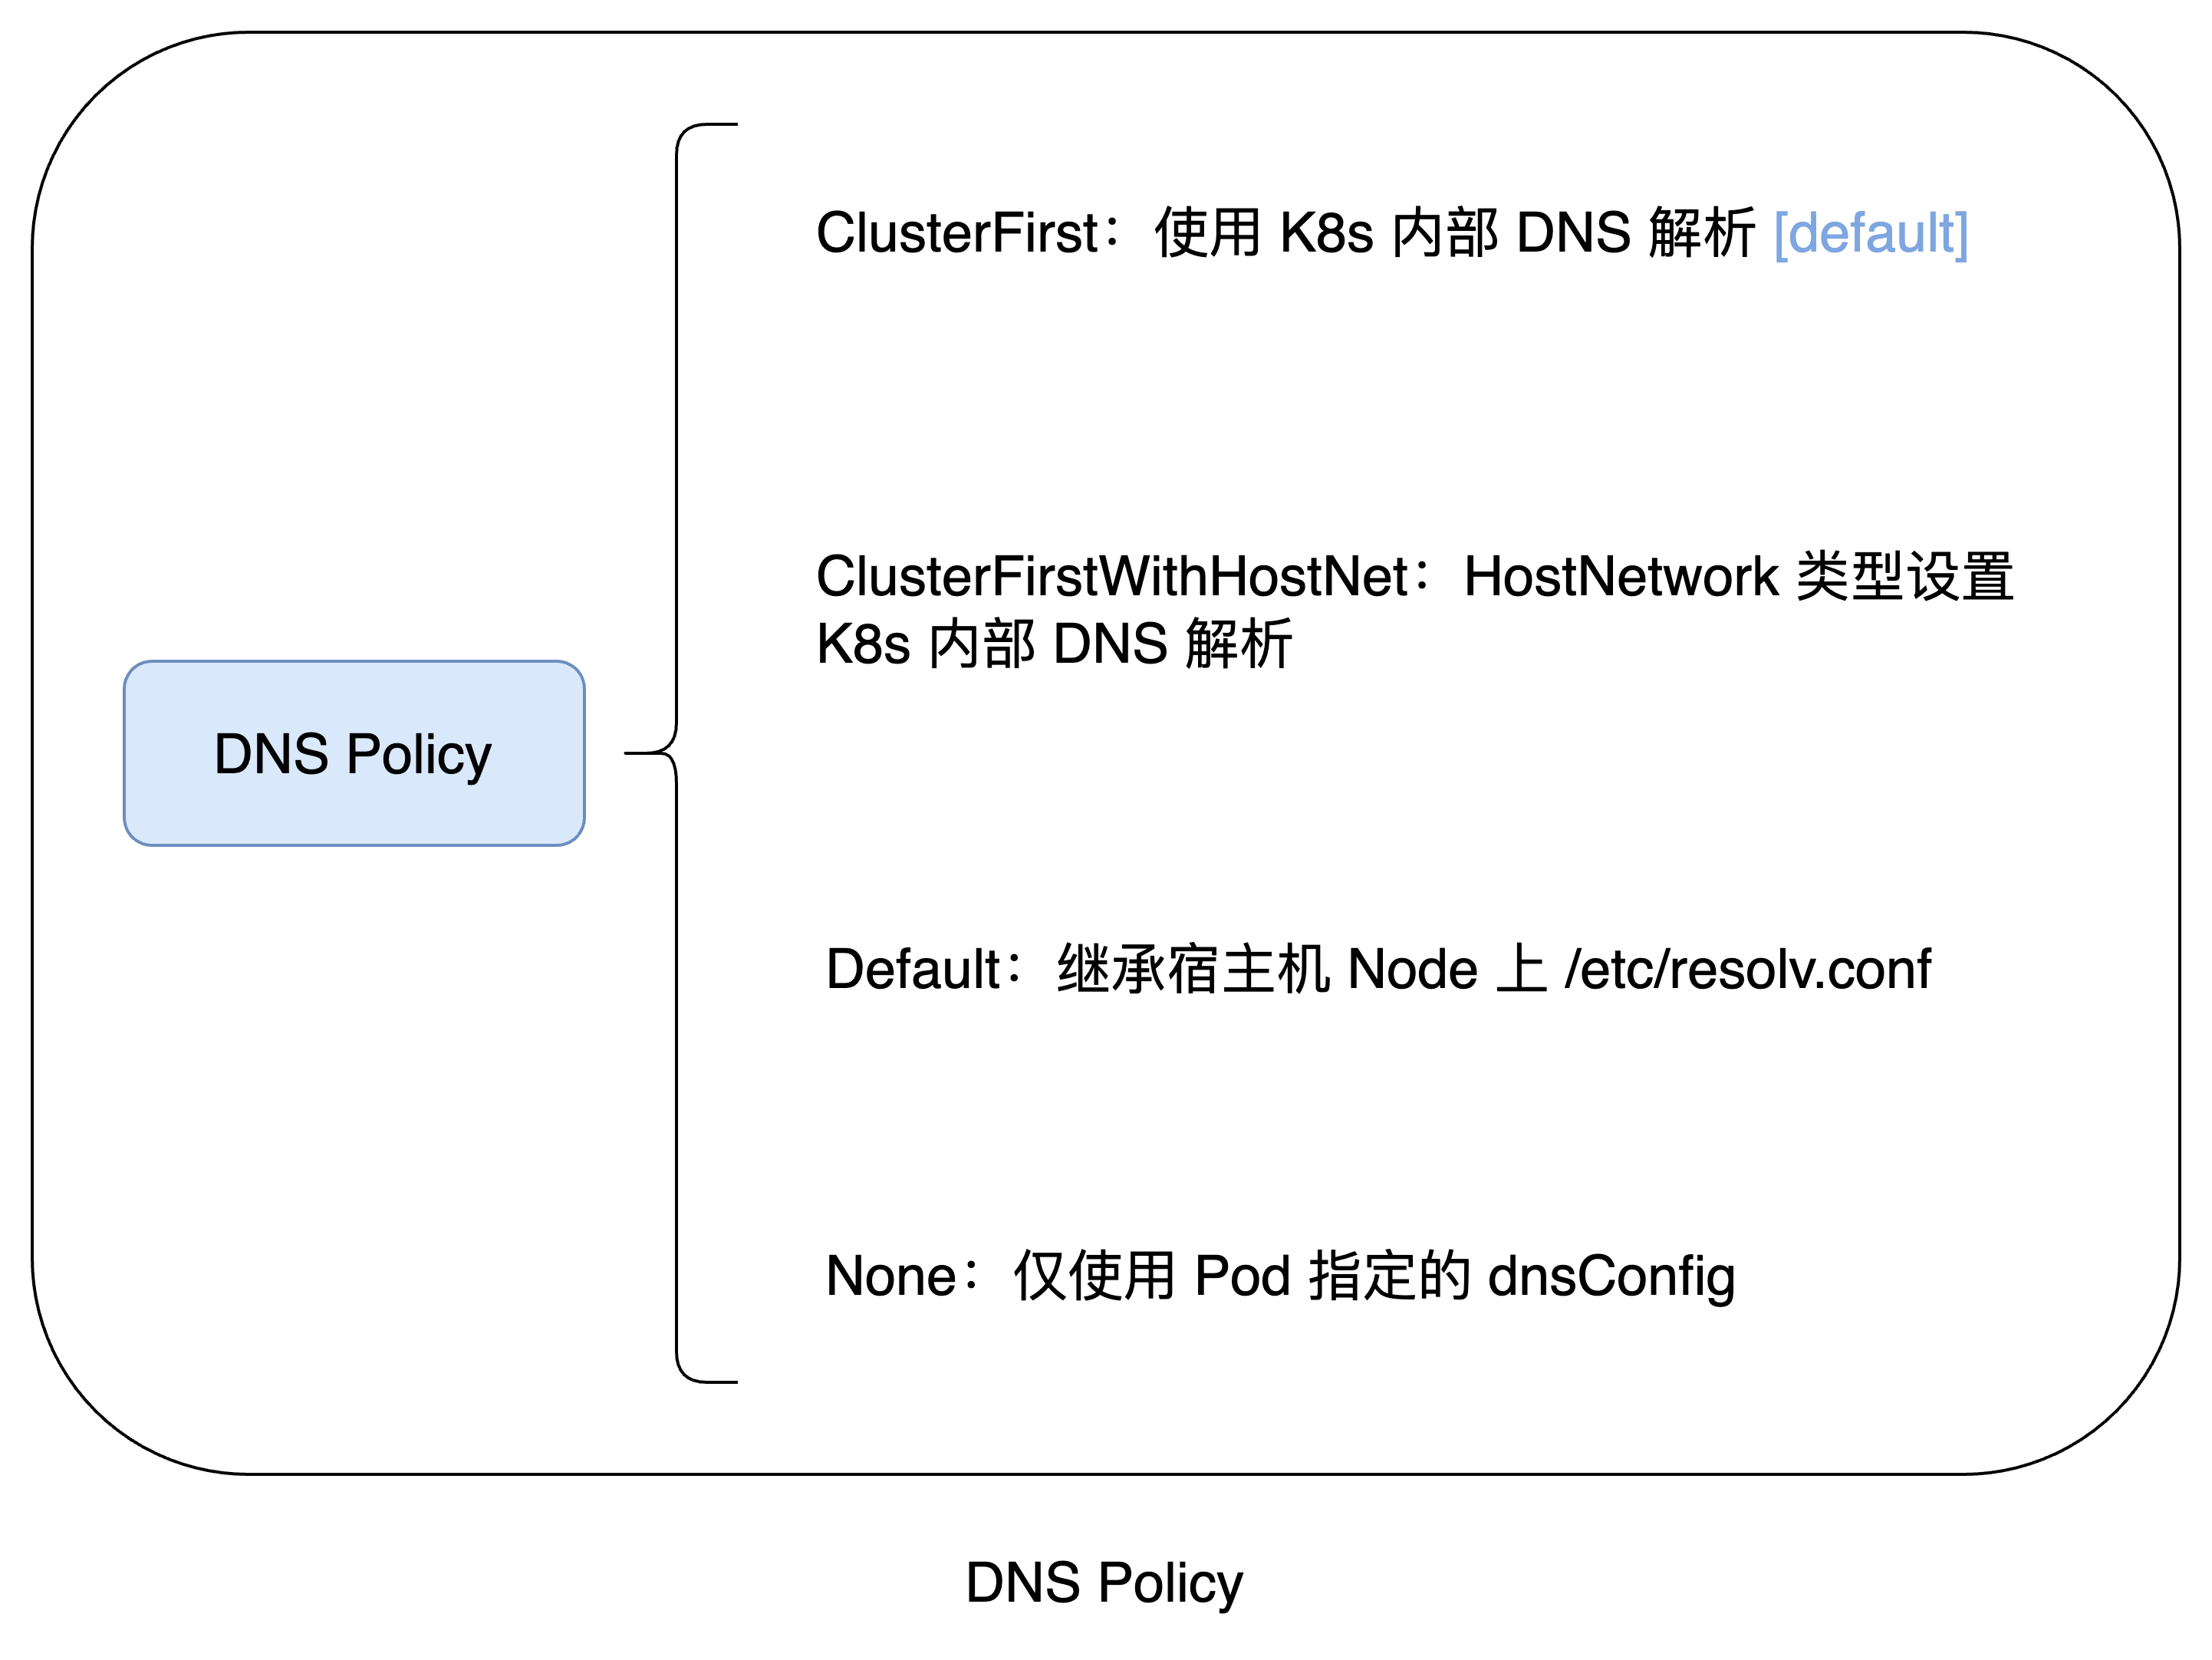 ClusterFirst：使用 K8s 内部 DNS 解析 [default]
ClusterFirstWithHostNet：HostNetwork 类型设置
K8s 内部 DNS 解析
DNS Policy
Default：继承宿主机 Node 上 /etc/resolv.conf
None：仅使用 Pod 指定的 dnsConfig
DNS Policy